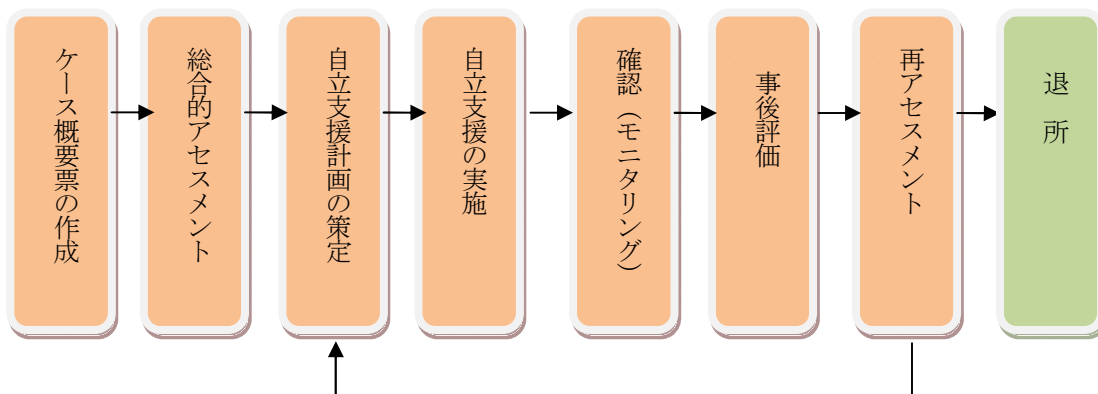 ケース概要票の作成
総合的アセスメント
自立支援計画の策定
自立支援の実施
確認（モニタリング）
事後評価
再アセスメント
退所